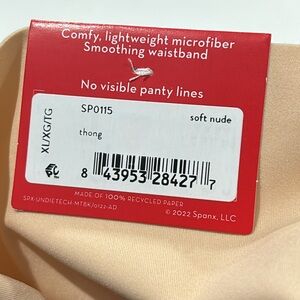 Comfy, lightweight microfiber
Smoothing waistband
No visible panty lines
SP0115
soft nude
XL/XG/TG
thong
8 43953 28427 7
MADE OF 100% RECYCLED PAPER
SPX-UNDIETECH-MTBK/0122-AD
© 2022 Spanx, LLC